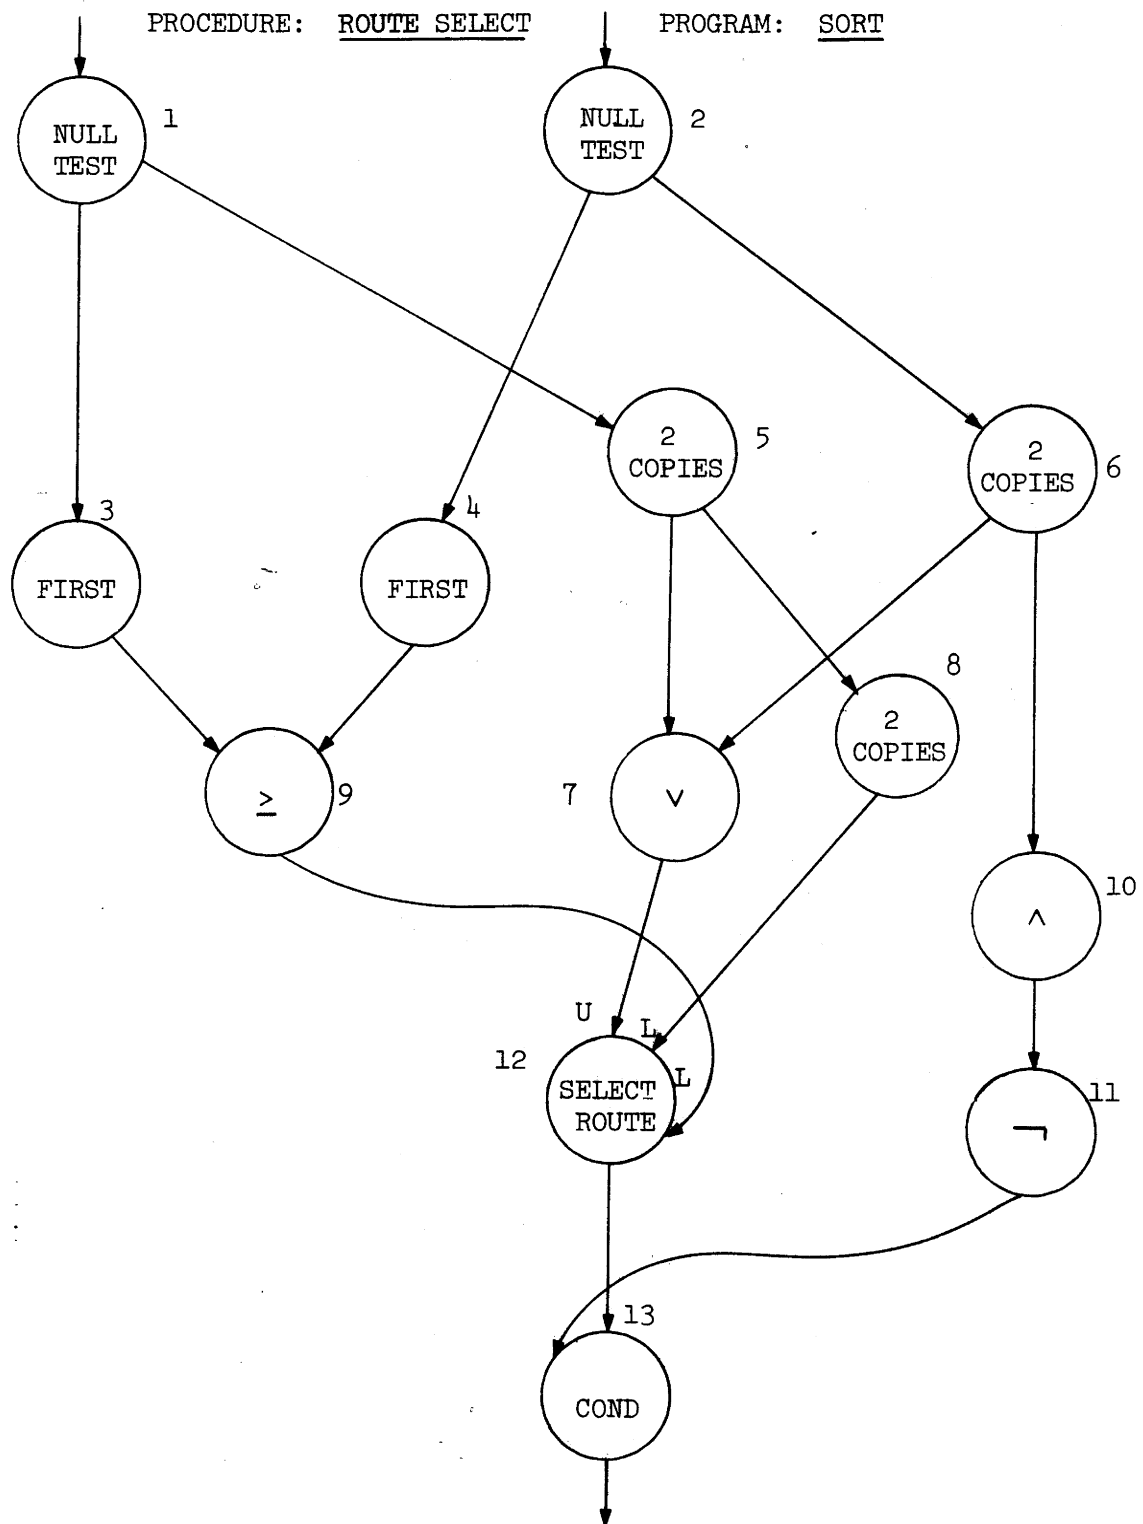 PROCEDURE: ROUTE SELECT PROGRAM: SORT
NULL
TEST
1
NULL
TEST
2
2
COPIES
5
2
COPIES
6
3
FIRST
4
FIRST
8
2
COPIES
≥
9
7
∨
10
∧
U
L
L
12
SELECT
ROUTE
11
¬
13
COND